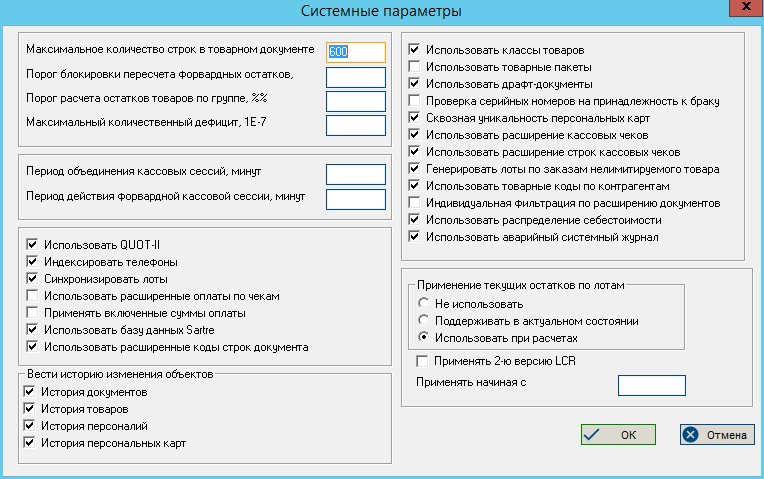 Системные параметры
x
Максимальное количество строк в товарном документе
600
Порог блокировки пересчета форвардных остатков,
Порог расчета остатков товаров по группе, %%
Максимальный количественный дефицит, 1E-7
Период объединения кассовых сессий, минут
Период действия форвардной кассовой сессии, минут
Использовать QUOT-II
Индексировать телефоны
Синхронизировать лоты
Использовать расширенные оплаты по чекам
Применять включенные суммы оплаты
Использовать базу данных Sartre
Использовать расширенные коды строк документа
Вести историю изменения объектов
История документов
История товаров
История персоналий
История персональных карт
Использовать классы товаров
Использовать товарные пакеты
Использовать драфт-документы
Проверка серийных номеров на принадлежность к браку
Сквозная уникальность персональных карт
Использовать расширение кассовых чеков
Использовать расширение строк кассовых чеков
Генерировать лоты по заказам нелимитируемого товара
Использовать товарные коды по контрагентам
Индивидуальная фильтрация по расширению документов
Использовать распределение себестоимости
Использовать аварийный системный журнал
Применение текущих остатков по лотам
Не использовать
Поддерживать в актуальном состоянии
Использовать при расчетах
Применять 2-ю версию LCR
Применять начиная с
ОК
Отмена